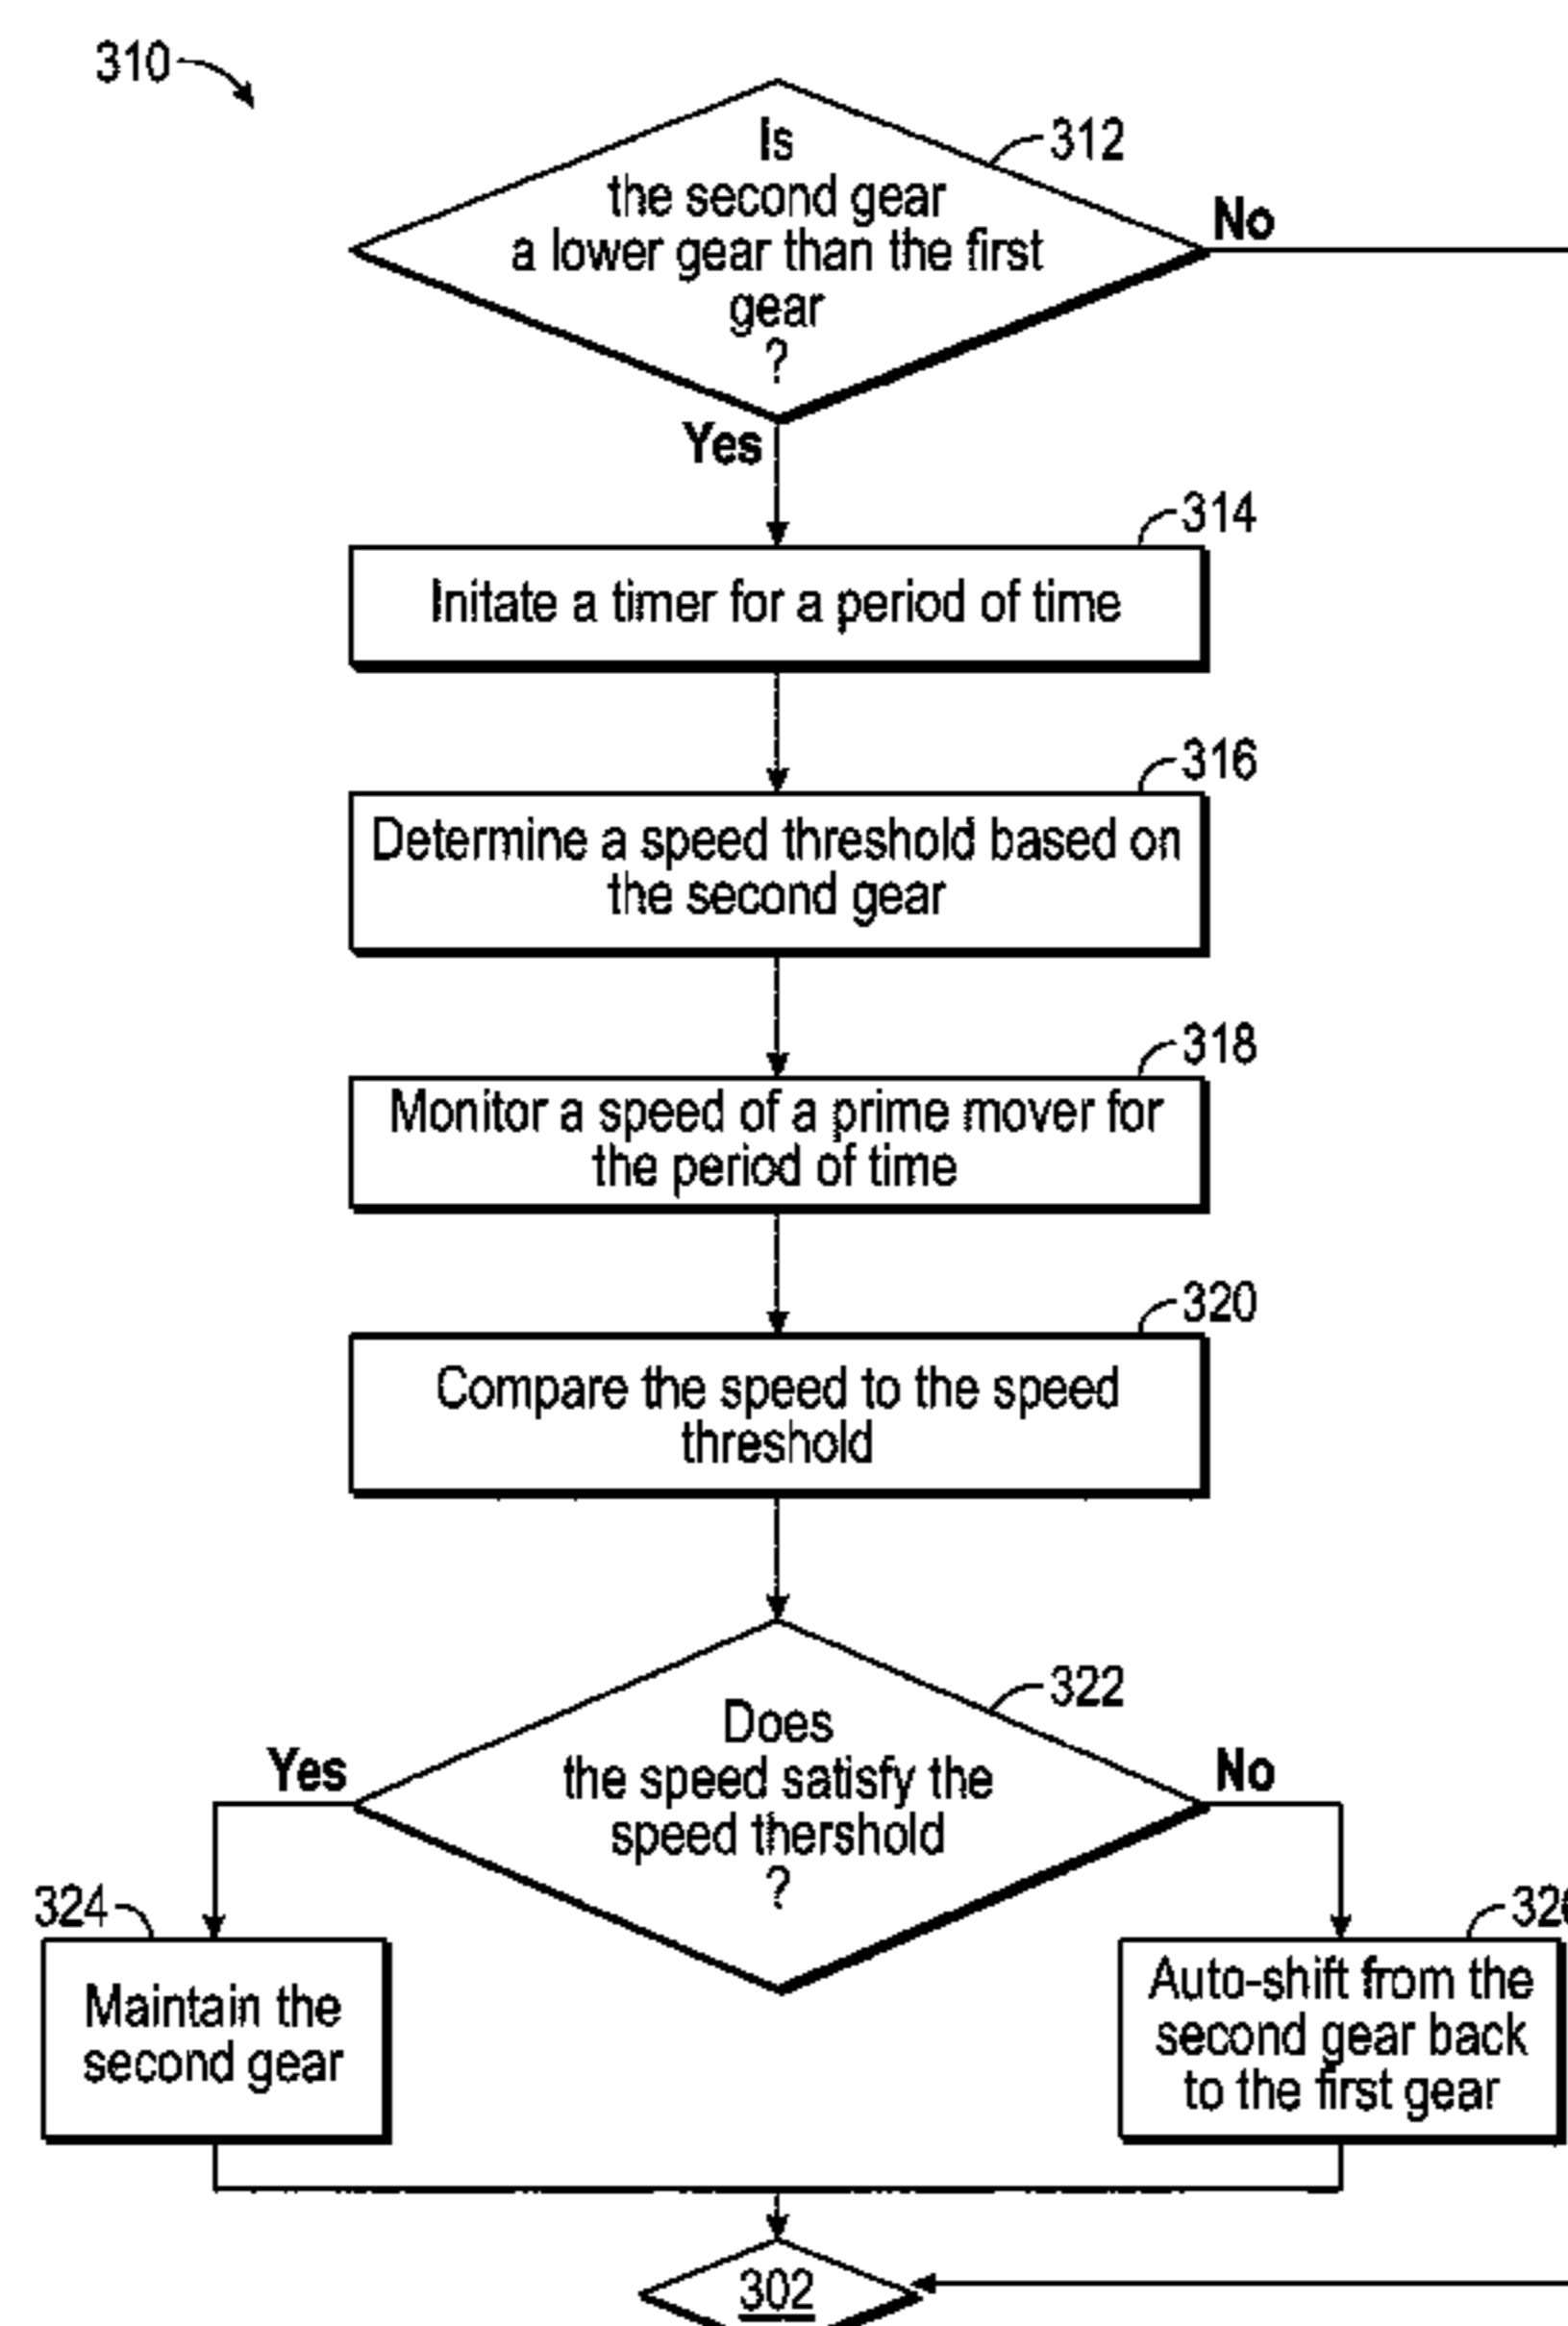 310
312
Is
the second gear
a lower gear than the first
gear
?
No
Yes
314
Initate a timer for a period of time
316
Determine a speed threshold based on
the second gear
318
Monitor a speed of a prime mover for
the period of time
320
Compare the speed to the speed
threshold
322
Does
the speed satisfy the
speed thershold
?
Yes
No
324
Maintain the
second gear
Auto-shift from the
second gear back
to the first gear
302